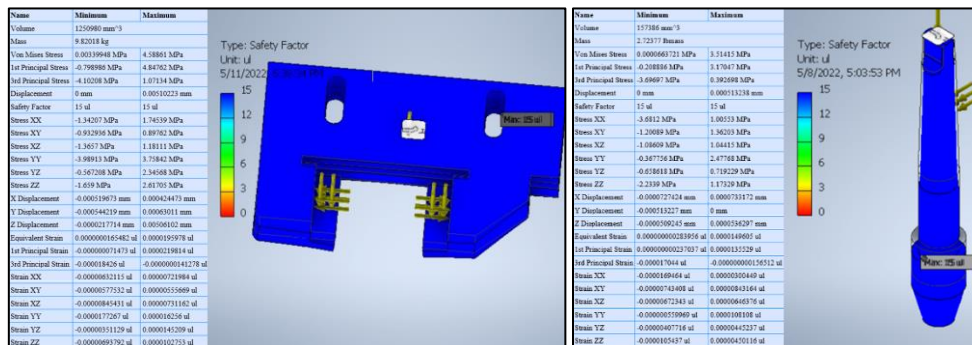 Name Minimum Maximum
Volume 1250980 mm^3
Mass 9.82018 kg
Von Mises Stress 0.00339948 MPa 4.58861 MPa
1st Principal Stress -0.798986 MPa 4.84762 MPa
3rd Principal Stress -4.10208 MPa 1.07134 MPa
Displacement 0 mm 0.00510223 mm
Safety Factor 15 ul 15 ul
Stress XX -1.34207 MPa 1.74539 MPa
Stress XY -0.932936 MPa 0.89762 MPa
Stress XZ -1.3657 MPa 1.18111 MPa
Stress YY -3.98913 MPa 3.75842 MPa
Stress YZ -0.567208 MPa 2.34568 MPa
Stress ZZ -1.659 MPa 2.61705 MPa
X Displacement -0.000519673 mm 0.000424473 mm
Y Displacement -0.000544219 mm 0.00063011 mm
Z Displacement -0.0000217714 mm 0.00506102 mm
Equivalent Strain 0.0000000165482 ul 0.0000195978 ul
1st Principal Strain -0.000000071473 ul 0.0000219814 ul
3rd Principal Strain -0.000018426 ul -0.0000000141278 ul
Strain XX -0.00000632115 ul 0.00000721984 ul
Strain XY -0.00000577532 ul 0.00000555669 ul
Strain XZ -0.00000845431 ul 0.00000731162 ul
Strain YY -0.0000177267 ul 0.000016256 ul
Strain YZ -0.00000351129 ul 0.0000145209 ul
Strain ZZ -0.00000693792 ul 0.0000102753 ul
Type: Safety Factor
Unit: ul
5/11/2022
15
12
9
6
3
0
Min: 15 ul
Name Minimum Maximum
Volume 157386 mm^3
Mass 2.72377 lbmass
Von Mises Stress 0.0000663721 MPa 3.51415 MPa
1st Principal Stress -0.208886 MPa 3.17047 MPa
3rd Principal Stress -3.69697 MPa 0.392698 MPa
Displacement 0 mm 0.000513238 mm
Safety Factor 15 ul 15 ul
Stress XX -3.6812 MPa 1.00553 MPa
Stress XY -1.20089 MPa 1.36203 MPa
Stress XZ -1.08609 MPa 1.04415 MPa
Stress YY -0.367756 MPa 2.47768 MPa
Stress YZ -0.658618 MPa 0.719229 MPa
Stress ZZ -2.2339 MPa 1.17329 MPa
X Displacement -0.0000727424 mm 0.0000733172 mm
Y Displacement -0.000513227 mm 0 mm
Z Displacement -0.0000509245 mm 0.0000536297 mm
Equivalent Strain 0.000000000283956 ul 0.0000149605 ul
1st Principal Strain 0.000000000237037 ul 0.0000135529 ul
3rd Principal Strain -0.000017044 ul -0.000000000156512 ul
Strain XX -0.0000169464 ul 0.00000300449 ul
Strain XY -0.00000743408 ul 0.00000843164 ul
Strain XZ -0.00000672343 ul 0.00000646376 ul
Strain YY -0.000000559969 ul 0.0000108108 ul
Strain YZ -0.00000407716 ul 0.00000445237 ul
Strain ZZ -0.0000105437 ul 0.00000450116 ul
Type: Safety Factor
Unit: ul
5/8/2022, 5:03:53 PM
15
12
9
6
3
0
Min: 15 ul